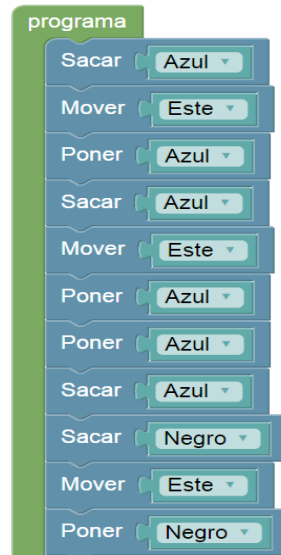 programa
Sacar Azul
Mover Este
Poner Azul
Sacar Azul
Mover Este
Poner Azul
Poner Azul
Sacar Azul
Sacar Negro
Mover Este
Poner Negro